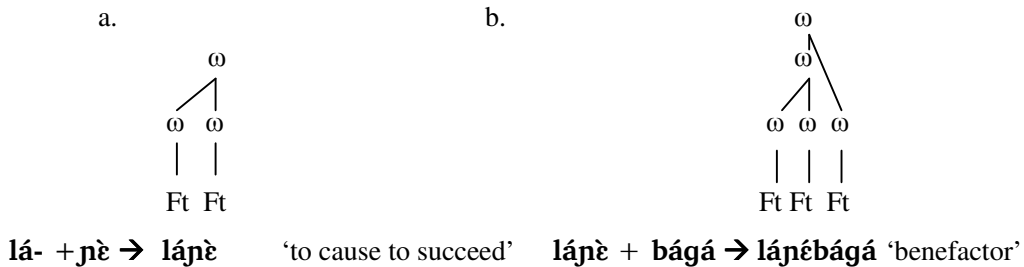 a. b.
ω
ω ω
ω ω ω ω ω
Ft Ft Ft Ft Ft
lá- +ɲɛ̀ → láɲɛ̀ ‘to cause to succeed’ láɲɛ̀ + bágá → láɲɛ́bágá ‘benefactor’